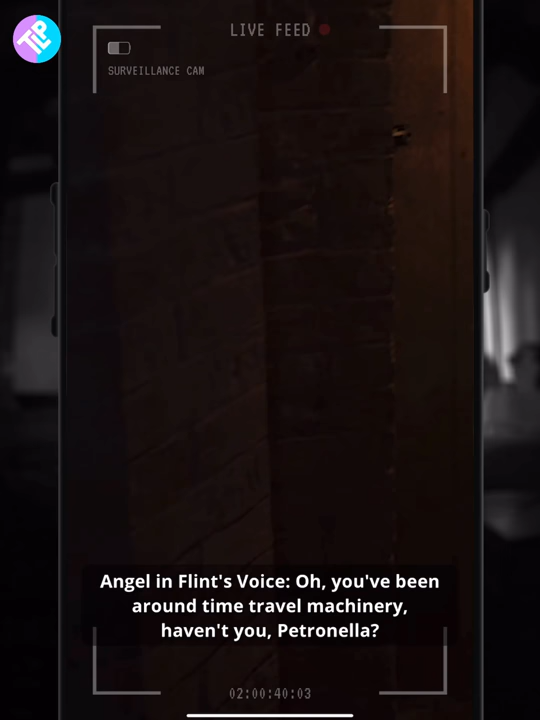 TLP
LIVE FEED
SURVEILLANCE CAM
Angel in Flint's Voice: Oh, you've been
around time travel machinery,
haven't you, Petronella?
02:00:40:03